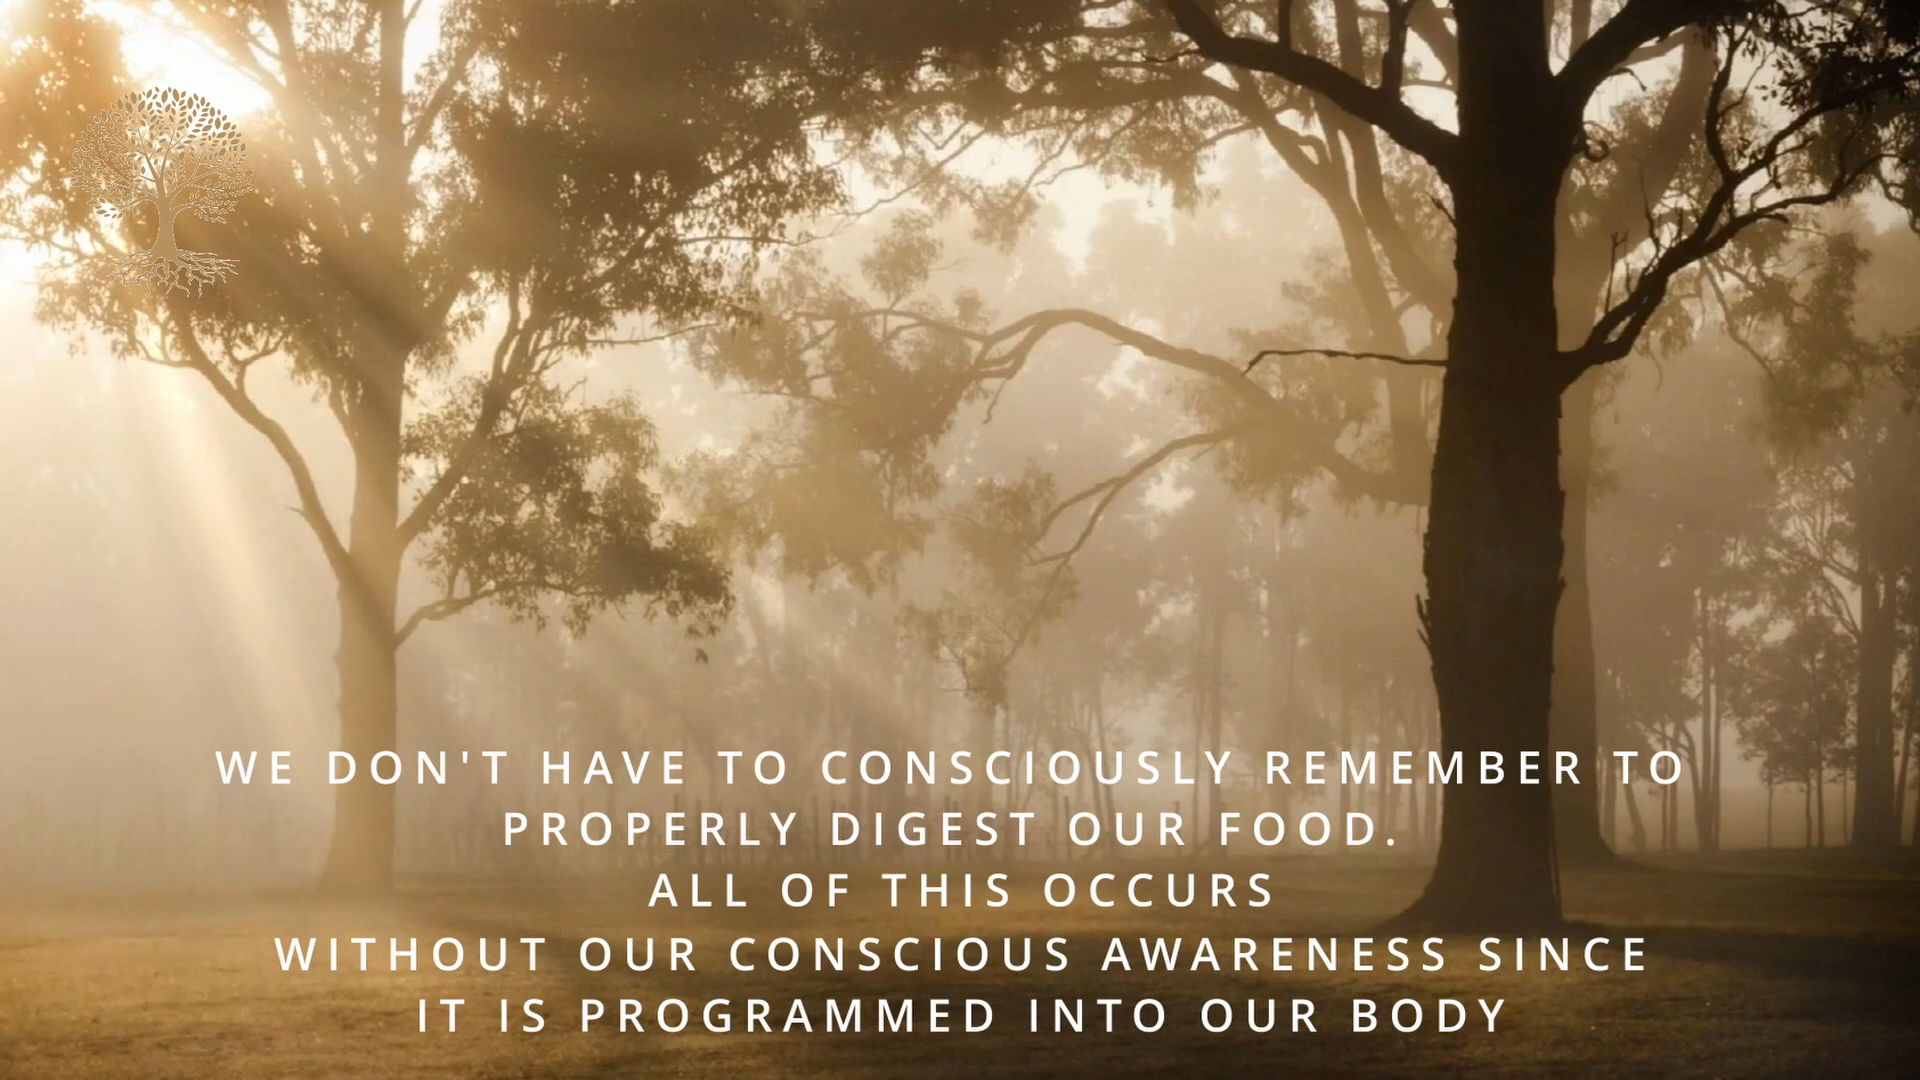 WE DON'T HAVE TO CONSCIOUSLY REMEMBER TO
PROPERLY DIGEST OUR FOOD.
ALL OF THIS OCCURS
WITHOUT OUR CONSCIOUS AWARENESS SINCE
IT IS PROGRAMMED INTO OUR BODY